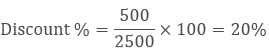 Discount % = 500/2500 × 100 = 20%